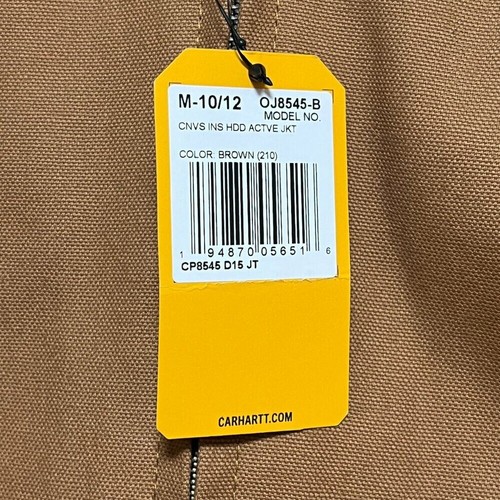 M-10/12 OJ8545-B
MODEL NO.
CNVS INS HDD ACTVE JKT
COLOR BROWN (210)
1 94870 05651 6
CP8545 D15 JT
CARHARTT.COM